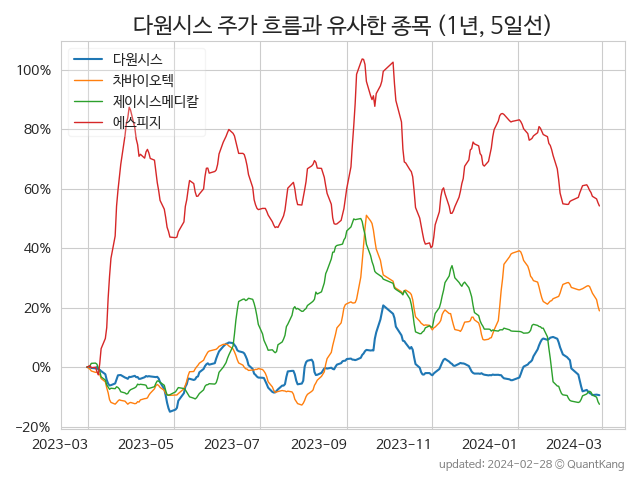 다원시스 주가 흐름과 유사한 종목 (1년, 5일선)
다원시스
차바이오텍
제이시스메디칼
에스피지
100%
80%
60%
40%
20%
0%
−20%
2023-03 2023-05 2023-07 2023-09 2023-11 2024-01 2024-03
updated: 2024-02-28 ⓒ QuantKang